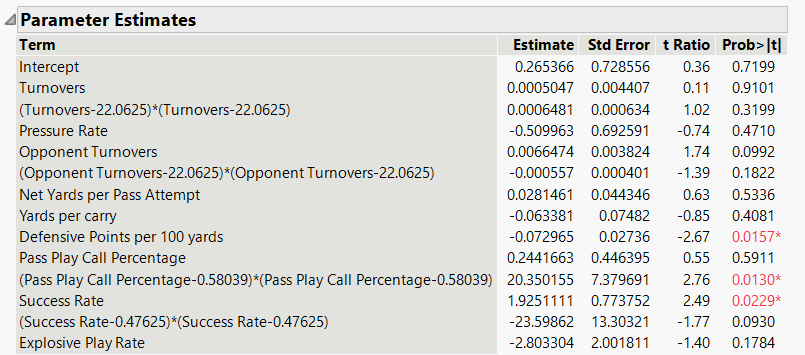 Parameter Estimates
Term Estimate Std Error t Ratio Prob>|t|
Intercept 0.265366 0.728556 0.36 0.7199
Turnovers 0.0005047 0.004407 0.11 0.9101
(Turnovers-22.0625)*(Turnovers-22.0625) 0.0006481 0.000634 1.02 0.3199
Pressure Rate -0.509963 0.692591 -0.74 0.4710
Opponent Turnovers 0.0066474 0.003824 1.74 0.0992
(Opponent Turnovers-22.0625)*(Opponent Turnovers-22.0625) -0.000557 0.000401 -1.39 0.1822
Net Yards per Pass Attempt 0.0281461 0.044346 0.63 0.5336
Yards per carry -0.063381 0.07482 -0.85 0.4081
Defensive Points per 100 yards -0.072965 0.02736 -2.67 0.0157*
Pass Play Call Percentage 0.2441663 0.446395 0.55 0.5911
(Pass Play Call Percentage-0.58039)*(Pass Play Call Percentage-0.58039) 20.350155 7.379691 2.76 0.0130*
Success Rate 1.9251111 0.773752 2.49 0.0229*
(Success Rate-0.47625)*(Success Rate-0.47625) -23.59862 13.30321 -1.77 0.0930
Explosive Play Rate -2.803304 2.001811 -1.40 0.1784